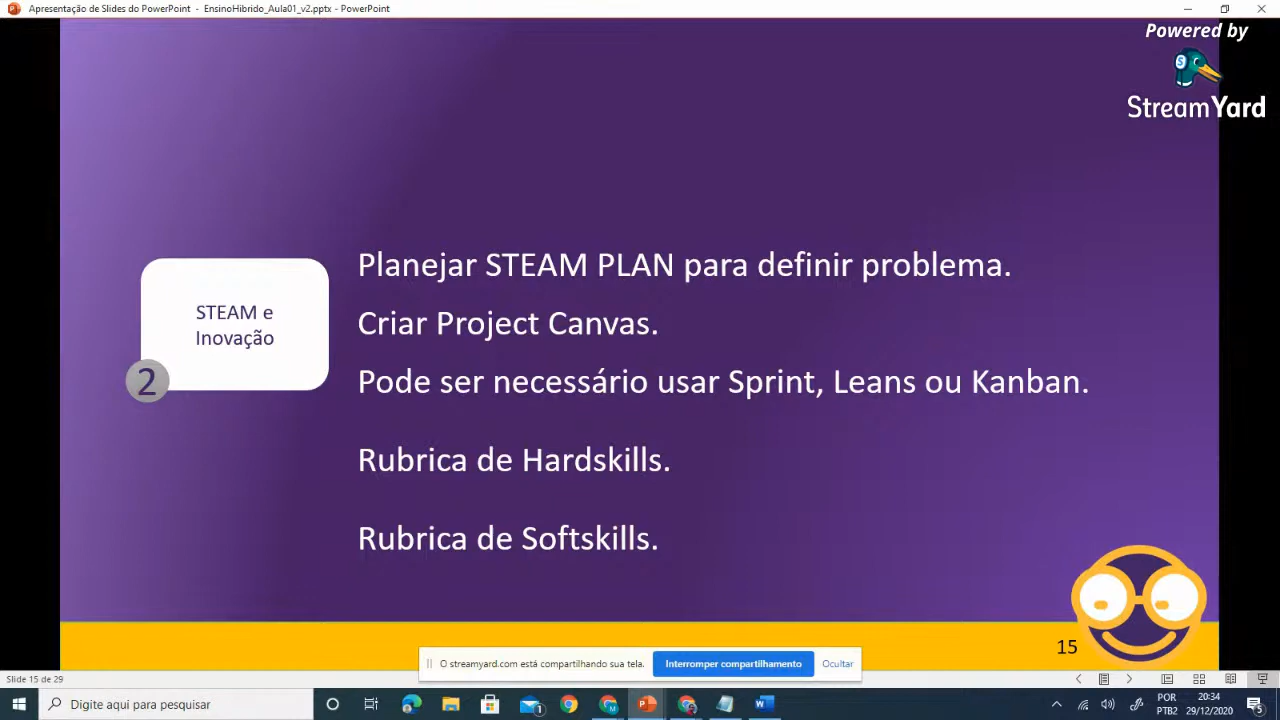 Apresentação de Slides do PowerPoint - EnsinoHibrido_Aula01_v2.pptx - PowerPoint
Powered by
S
StreamYard
Planejar STEAM PLAN para definir problema.
STEAM e
Inovação
2
Criar Project Canvas.
Pode ser necessário usar Sprint, Leans ou Kanban.
Rubrica de Hardskills.
Rubrica de Softskills.
15
O streamyard.com está compartilhando sua tela.
Interromper compartilhamento
Ocultar
Slide 15 de 29
Digite aqui para pesquisar
1
POR
PTB2
20:34
29/12/2020
5